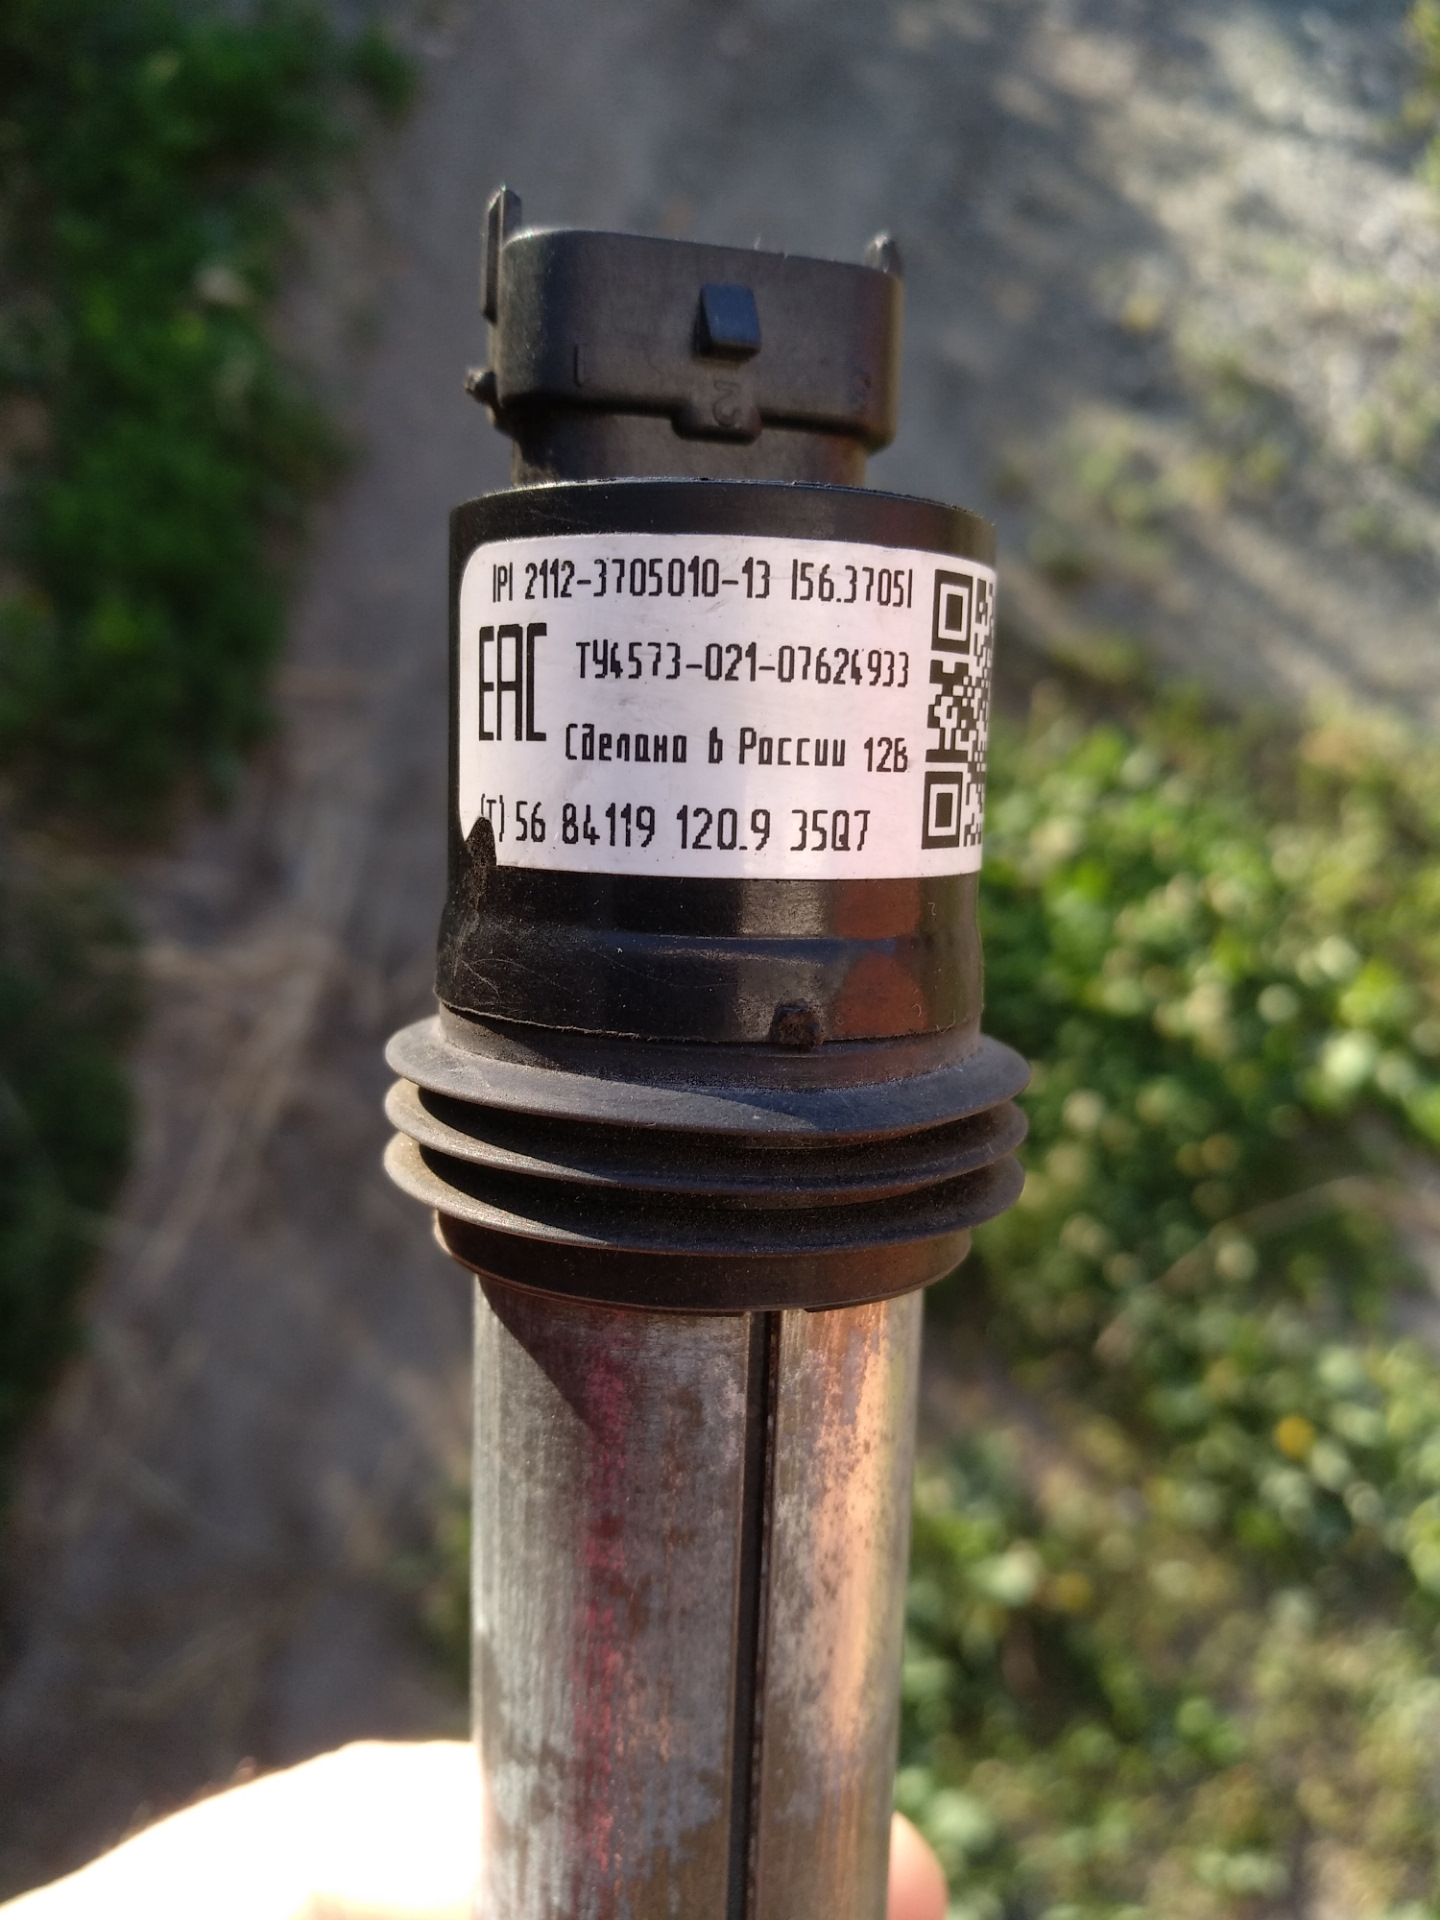 |P| 2112-3705010-13 |56.3705|
EAC
ТУ4573-021-07624933
Сделано в России 12В
(T) 56 84119 120.9 35Q7